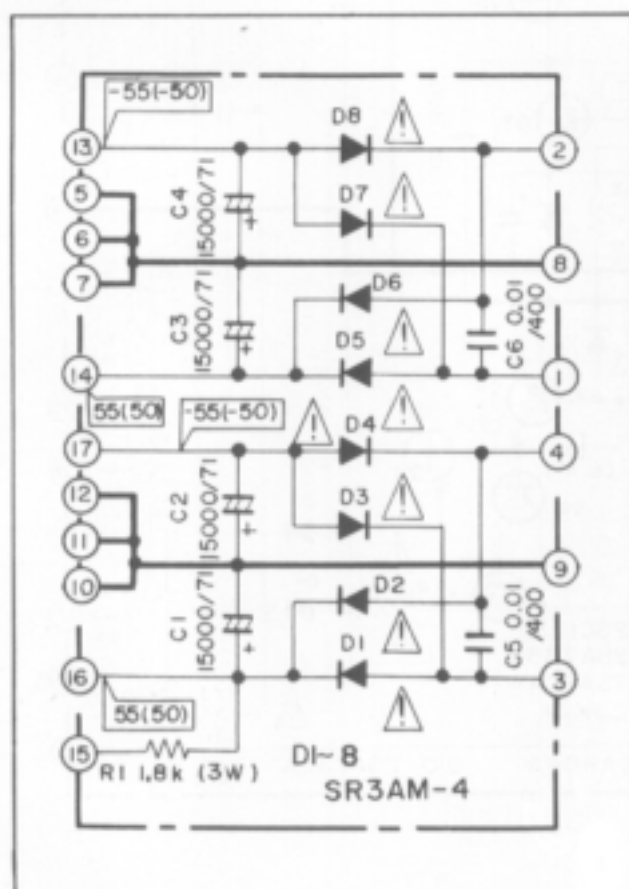 -55(-50)
D8
13
2
5
D7
C4
15000/71
+
6
8
7
D6
C3
15000/71
+
C6 0.01
/400
D5
14
1
55(50)
-55(-50)
17
D4
4
12
D3
C2
15000/71
+
11
10
9
D2
C1
15000/71
+
C5 0.01
/400
D1
16
3
55(50)
15
R1 1.8k (3W)
D1~8
SR3AM-4
!
!
!
!
!
!
!